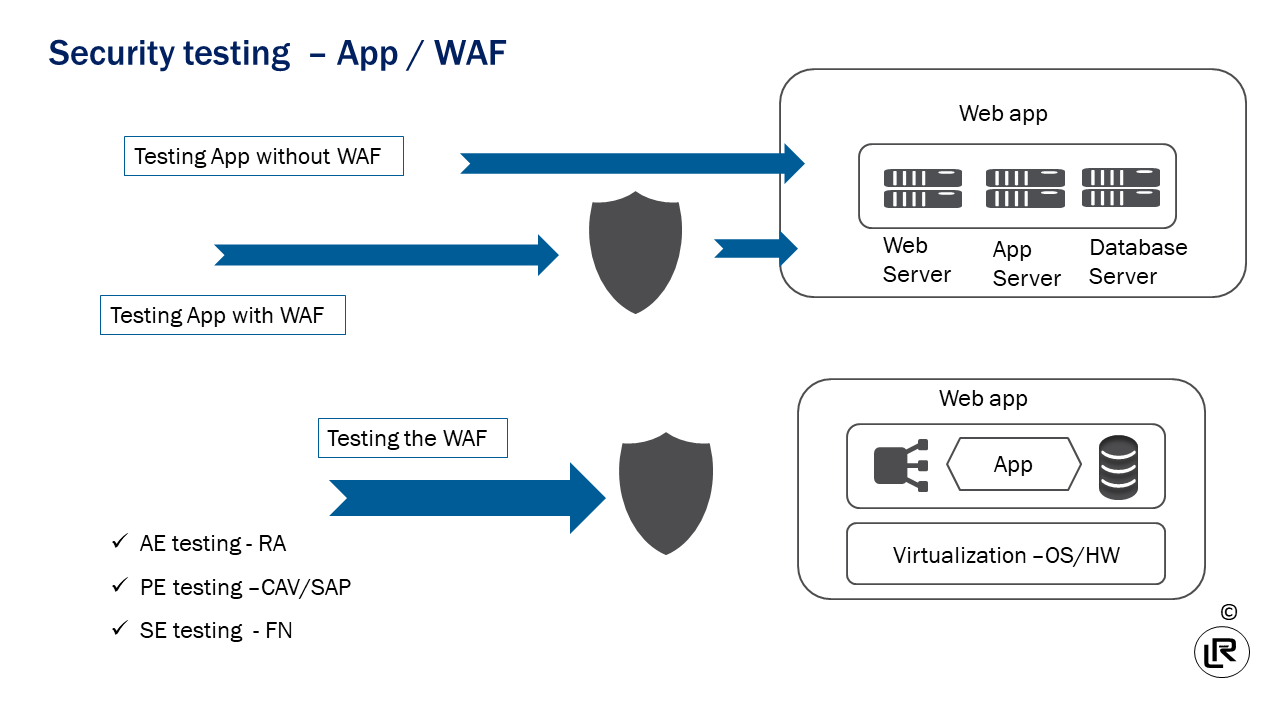 Security testing – App / WAF
Testing App without WAF
Web app
Web
Server
App
Server
Database
Server
Testing App with WAF
Testing the WAF
Web app
App
Virtualization –OS/HW
✓ AE testing - RA
✓ PE testing –CAV/SAP
✓ SE testing - FN
©
LR